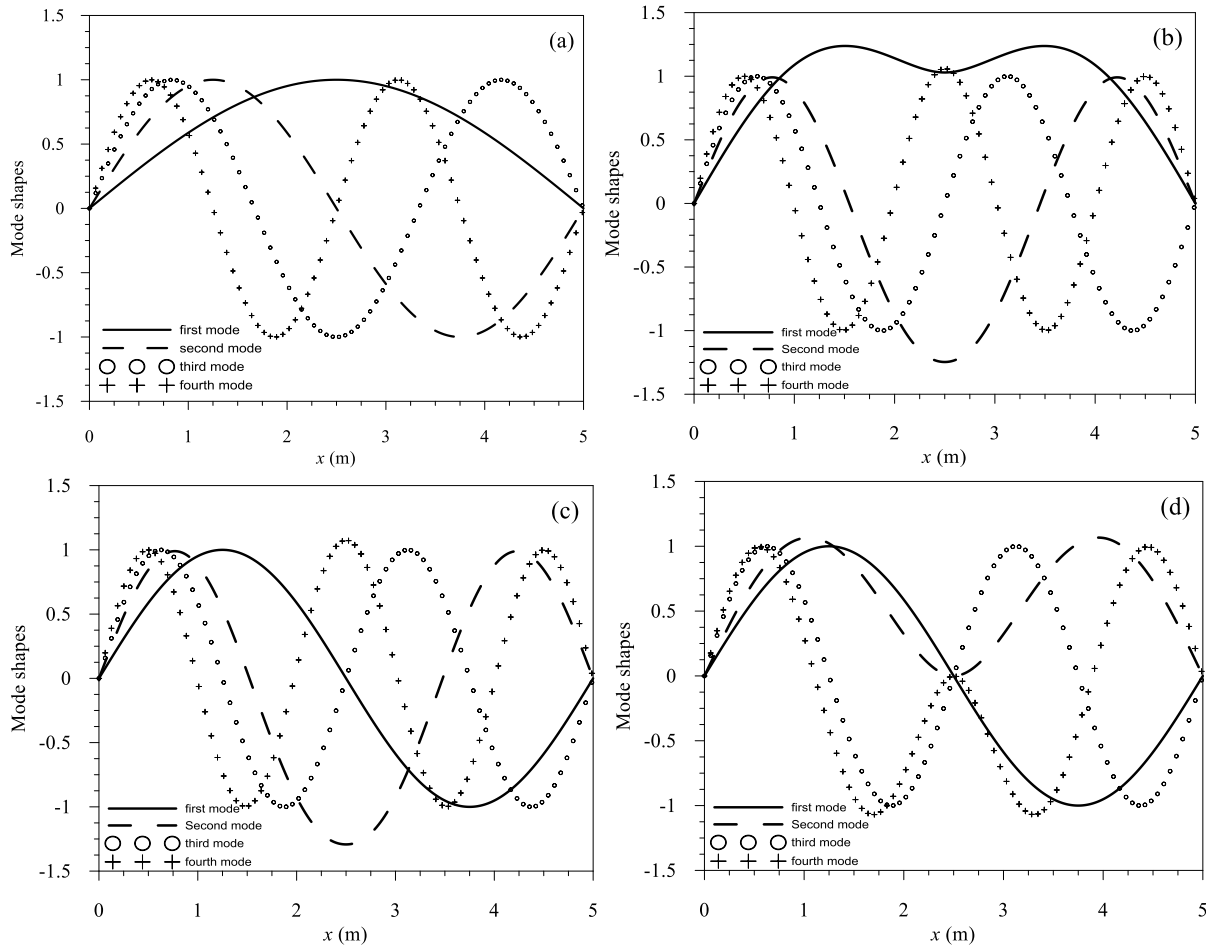 (a)
1.5
1
0.5
0
-0.5
-1
-1.5
Mode shapes
first mode
second mode
third mode
fourth mode
0 1 2 3 4 5
x (m)
(b)
1.5
1
0.5
0
-0.5
-1
-1.5
Mode shapes
first mode
Second mode
third mode
fourth mode
0 1 2 3 4 5
x (m)
(c)
1.5
1
0.5
0
-0.5
-1
-1.5
Mode shapes
first mode
Second mode
third mode
fourth mode
0 1 2 3 4 5
x (m)
(d)
1.5
1
0.5
0
-0.5
-1
-1.5
Mode shapes
first mode
Second mode
third mode
fourth mode
0 1 2 3 4 5
x (m)